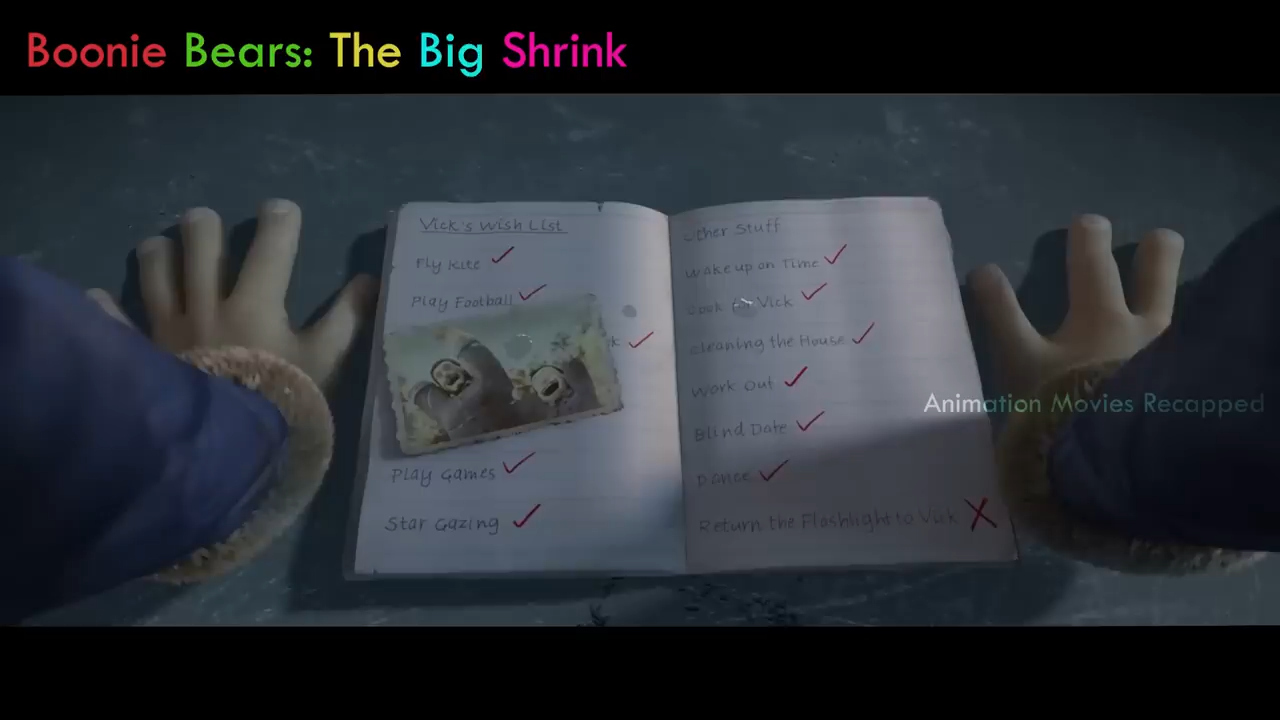 Boonie Bears: The Big Shrink
Vick's Wish List
Fly Kite
Play Football
k
Play Games
Star Gazing
Other Stuff
Wake up on Time
Cook for Vick
Cleaning the House
Work Out
Blind Date
Dance
Return the Flashlight to Vick
Animation Movies Recapped